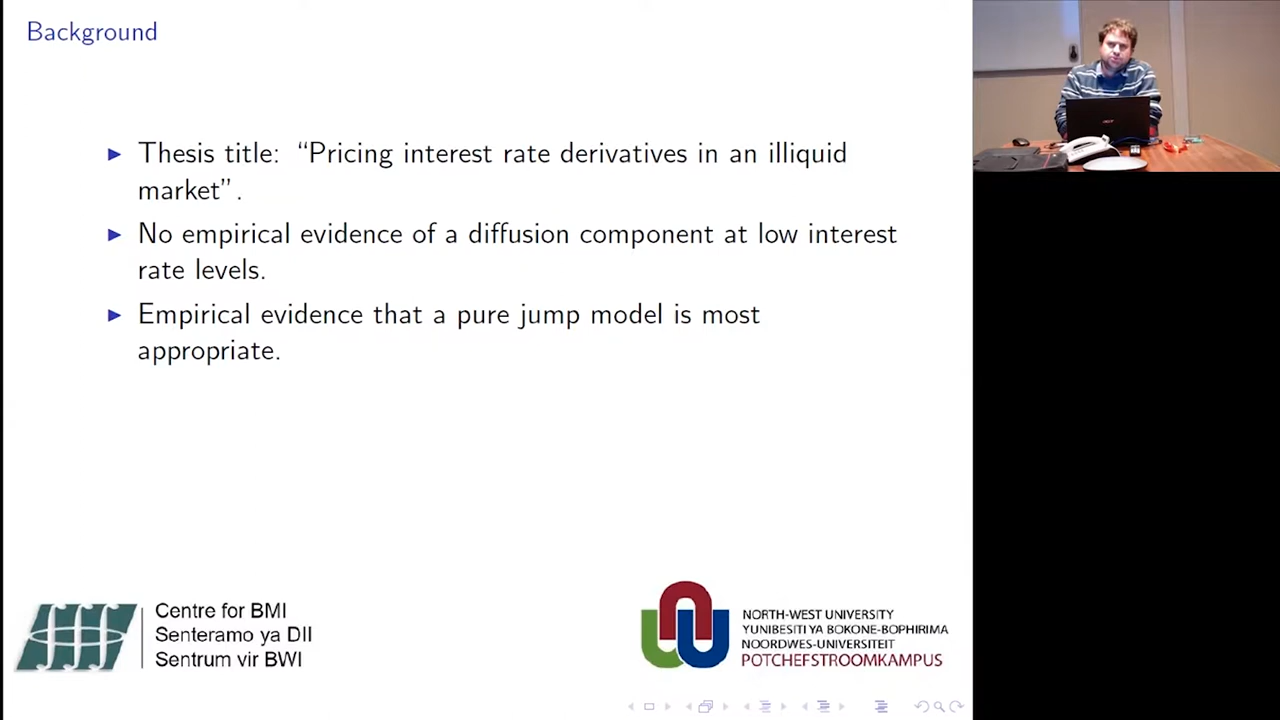 Background
Thesis title: “Pricing interest rate derivatives in an illiquid
market”.
No empirical evidence of a diffusion component at low interest
rate levels.
Empirical evidence that a pure jump model is most
appropriate.
Centre for BMI
Senteramo ya DII
Sentrum vir BWI
NORTH-WEST UNIVERSITY
YUNIBESITI YA BOKONE-BOPHIRIMA
NOORDWES-UNIVERSITEIT
POTCHEFSTROOMKAMPUS
acer